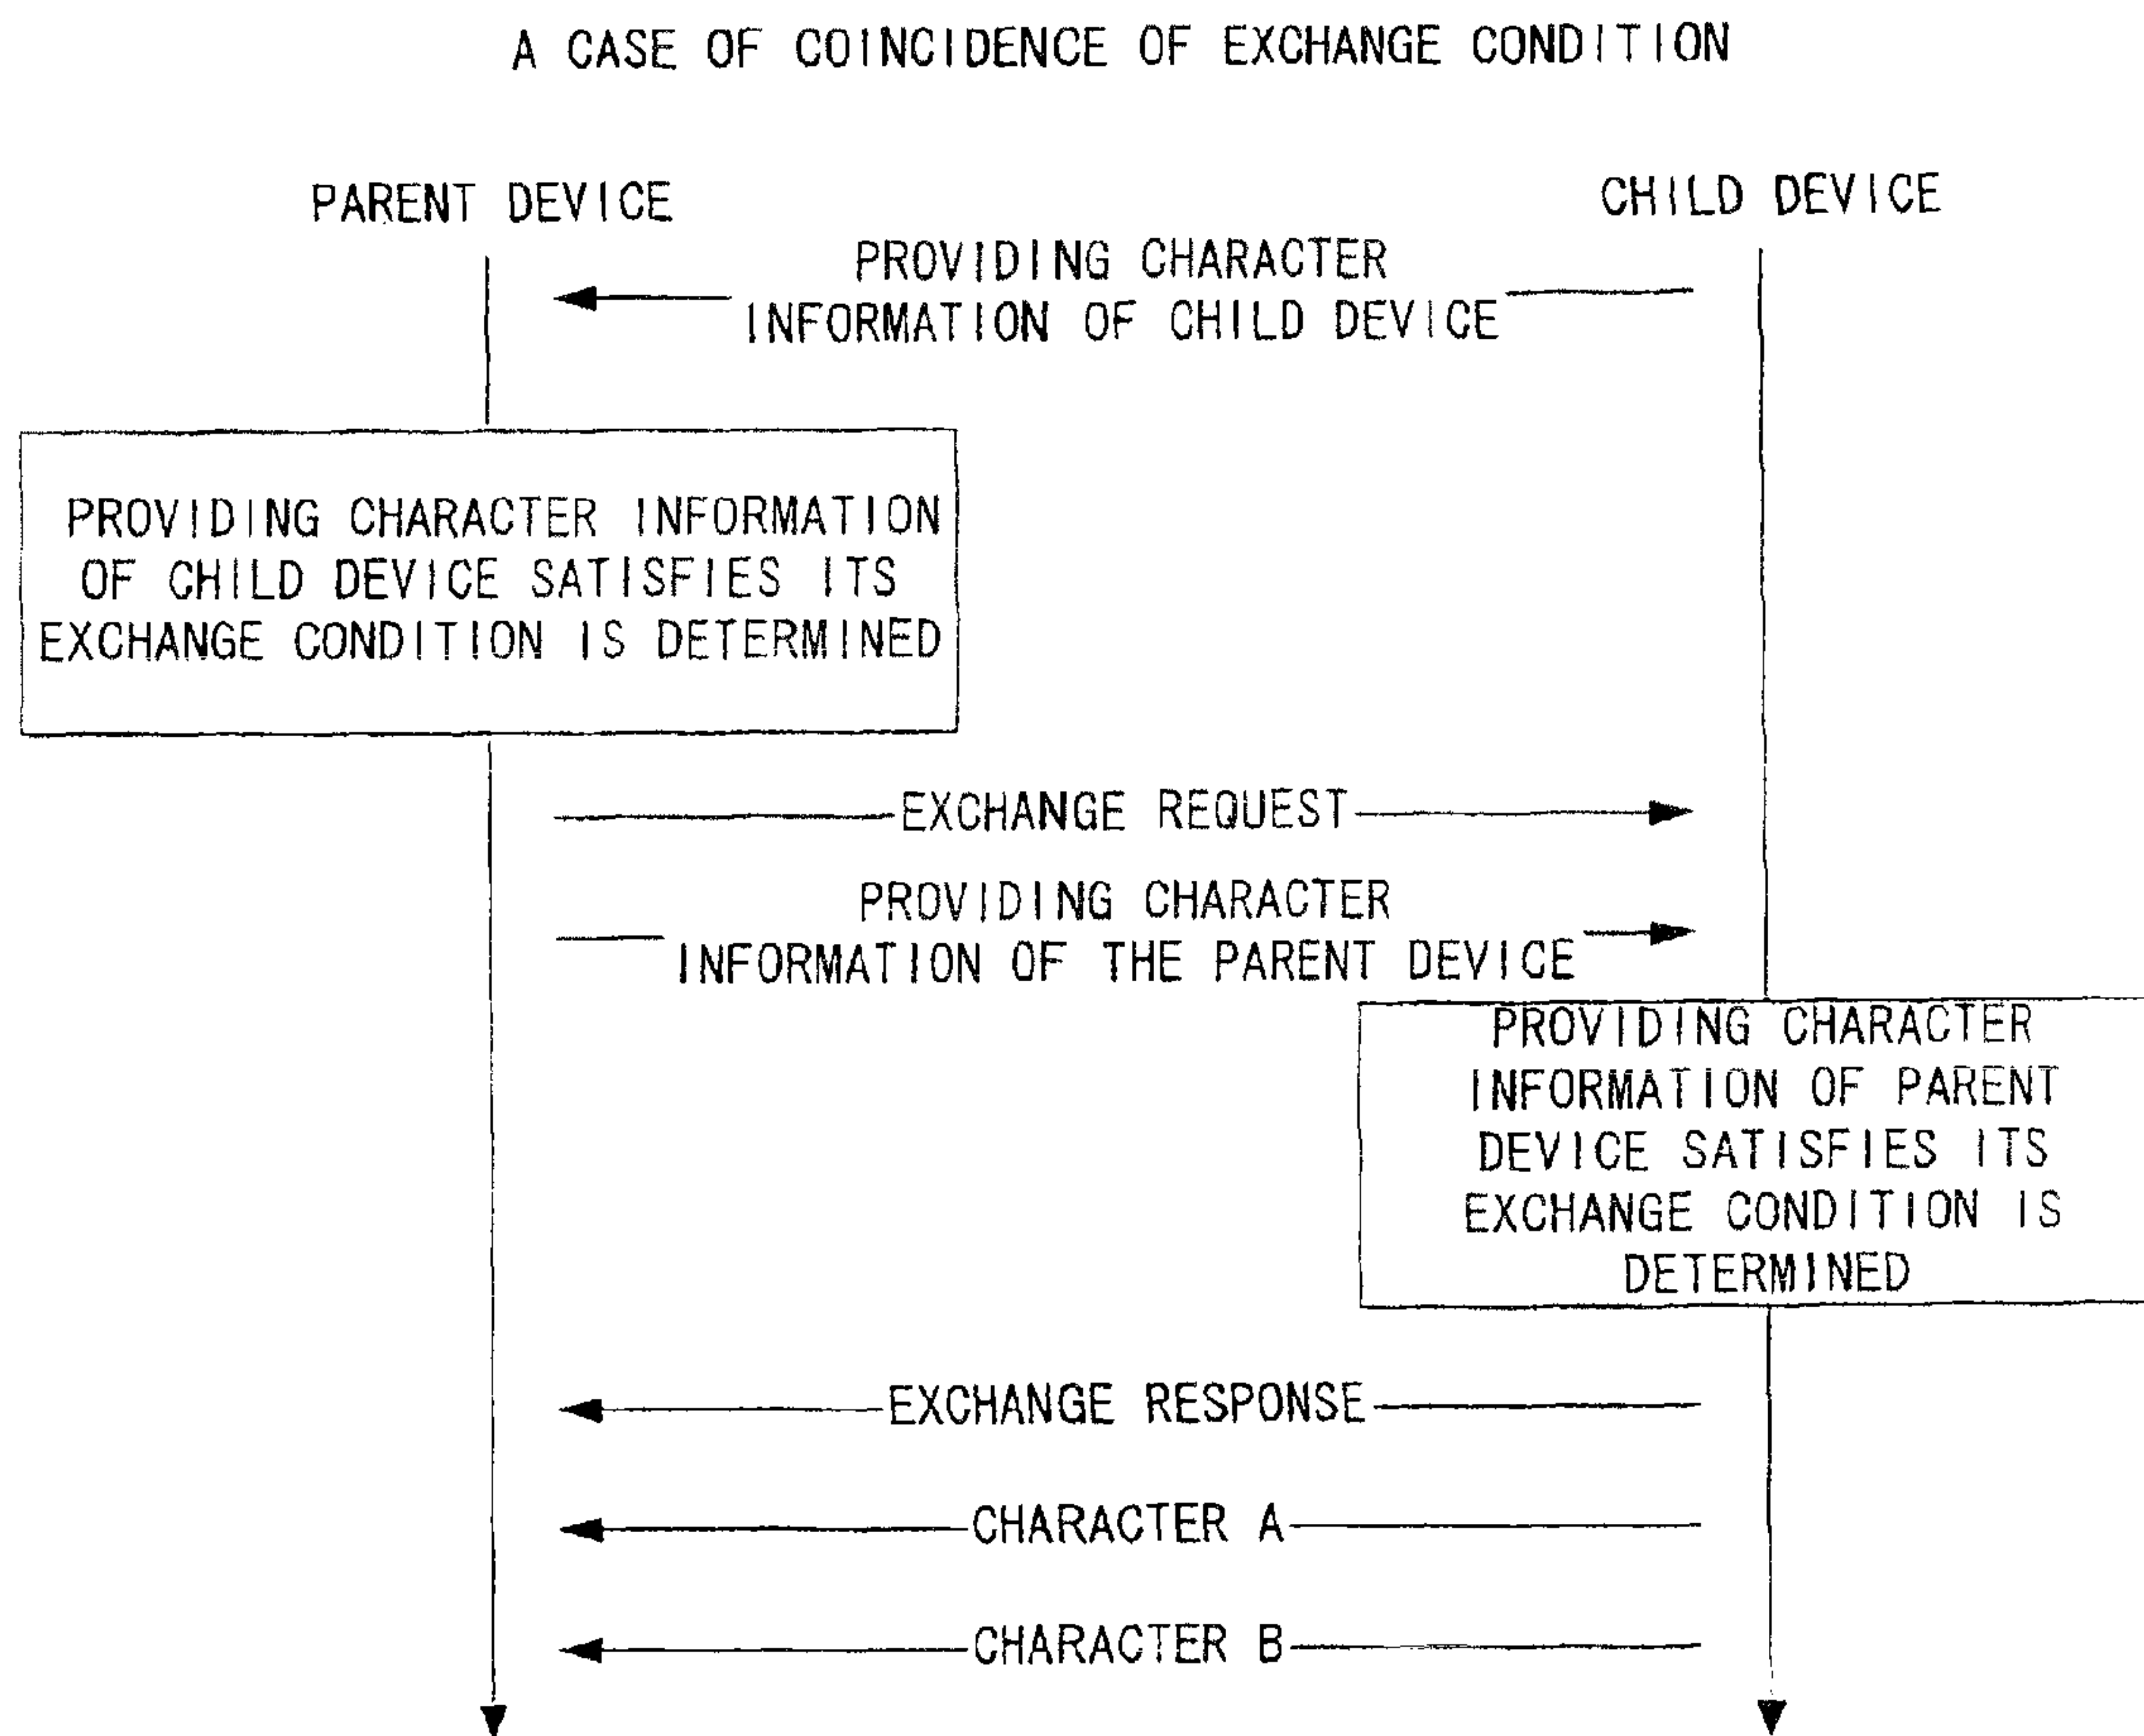 A CASE OF COINCIDENCE OF EXCHANGE CONDITION
PARENT DEVICE
CHILD DEVICE
PROVIDING CHARACTER
INFORMATION OF CHILD DEVICE
PROVIDING CHARACTER INFORMATION
OF CHILD DEVICE SATISFIES ITS
EXCHANGE CONDITION IS DETERMINED
EXCHANGE REQUEST
PROVIDING CHARACTER
INFORMATION OF THE PARENT DEVICE
PROVIDING CHARACTER
INFORMATION OF PARENT
DEVICE SATISFIES ITS
EXCHANGE CONDITION IS
DETERMINED
EXCHANGE RESPONSE
CHARACTER A
CHARACTER B